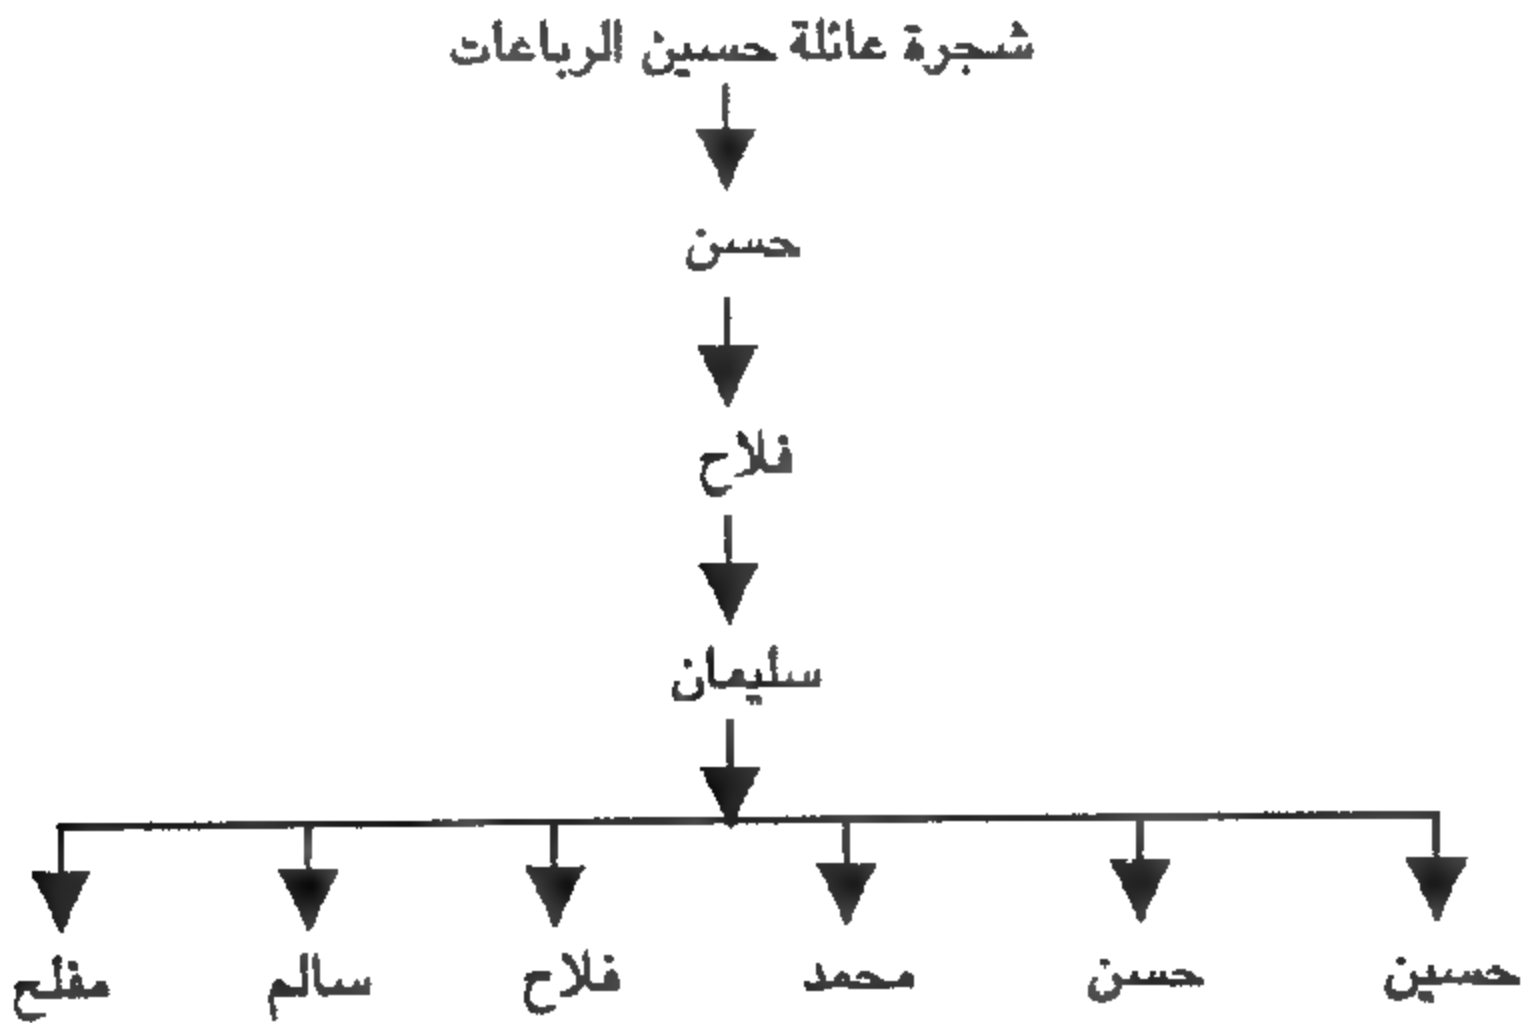 شجرة عائلة حسين الرباعات
حسن
فلاح
سليمان
حسين حسن محمد فلاح سالم مفلح